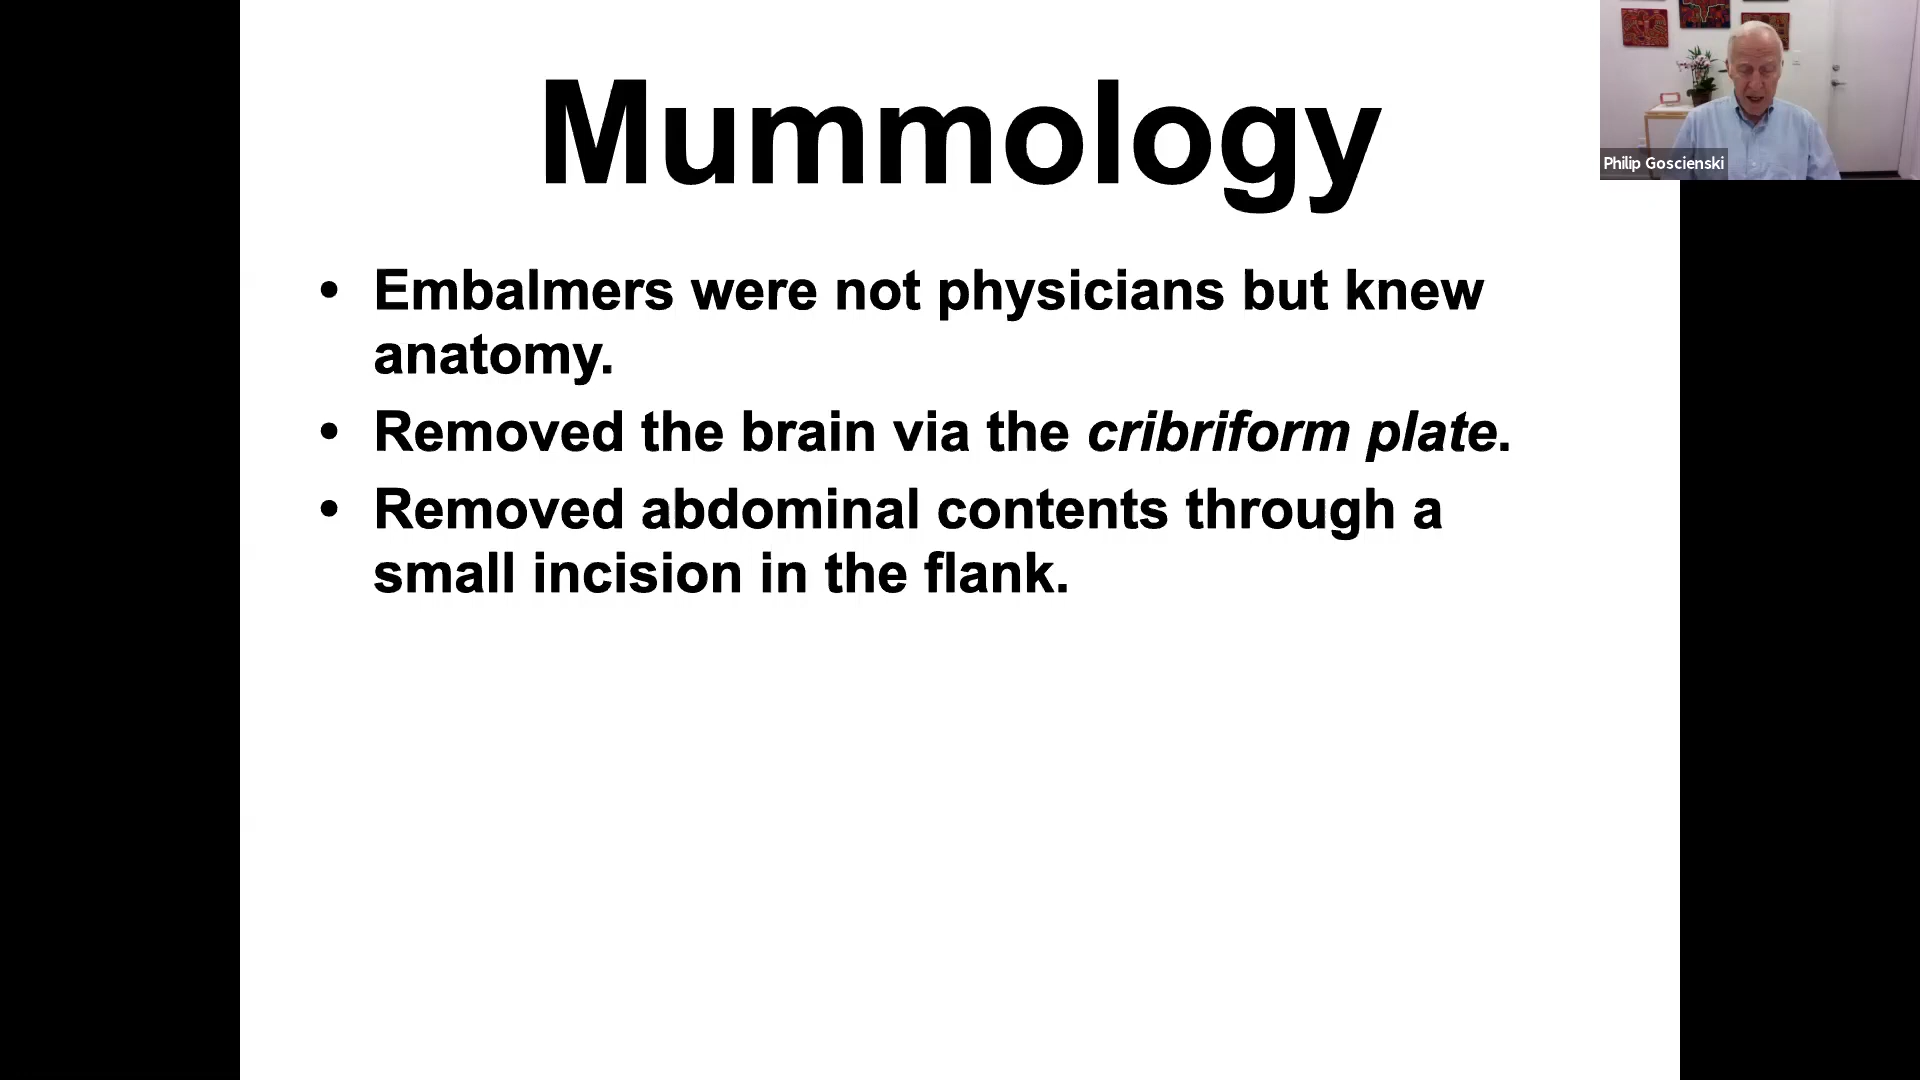 Mummology
Philip Goscienski
• Embalmers were not physicians but knew
anatomy.
• Removed the brain via the cribriform plate.
• Removed abdominal contents through a
small incision in the flank.